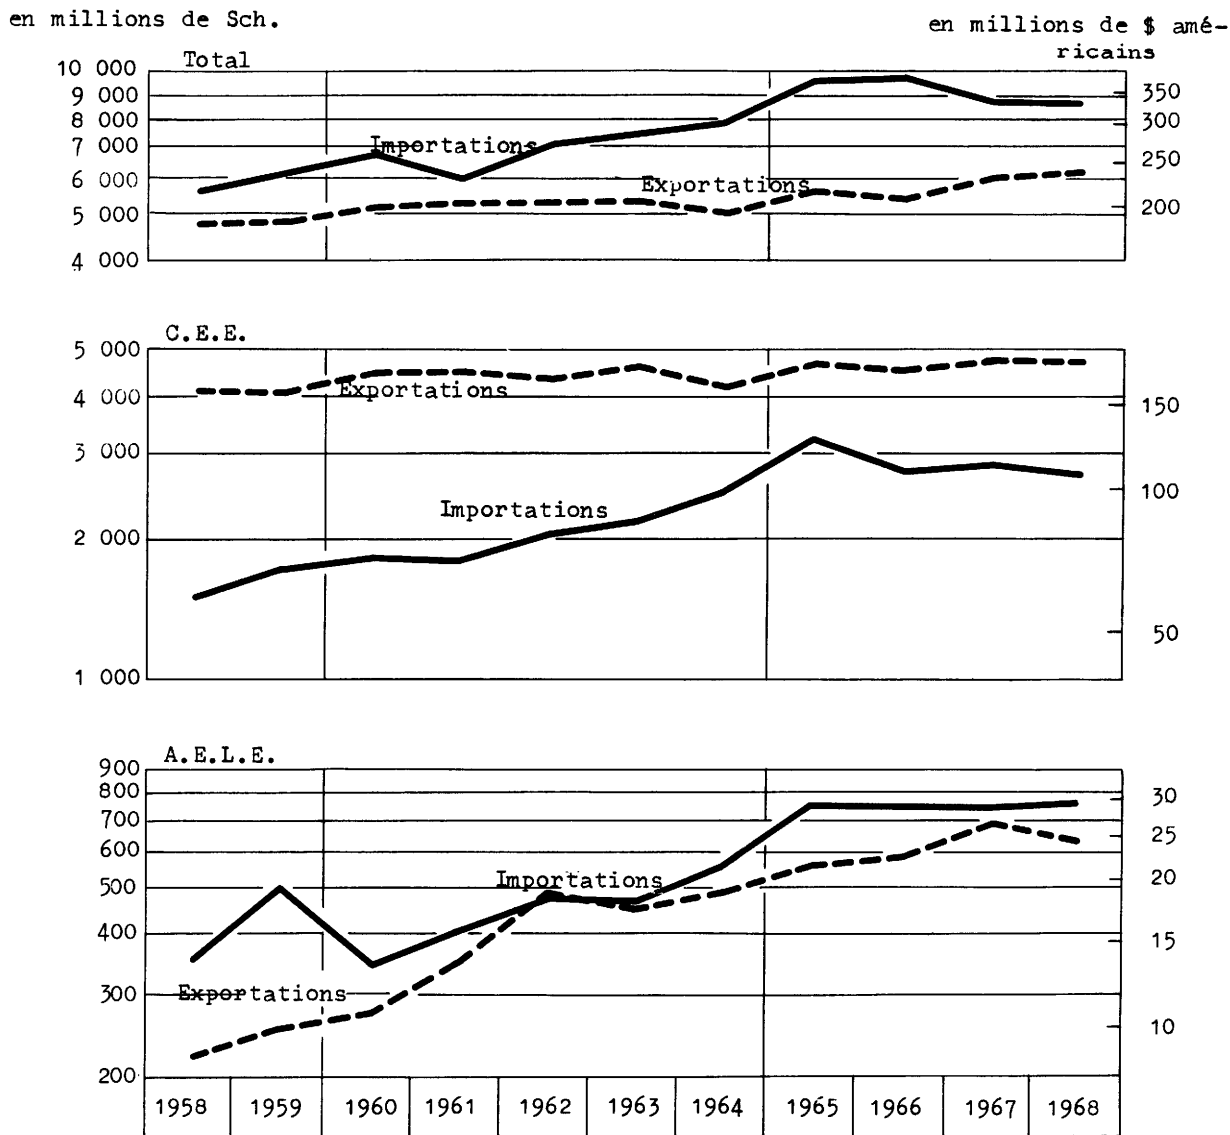 en millions de Sch.
en millions de $ amé-
ricains
Total
10 000
9 000
8 000
7 000
6 000
5 000
4 000
350
300
250
200
Importations
Exportations
C.E.E.
5 000
4 000
3 000
2 000
1 000
150
100
50
Exportations
Importations
A.E.L.E.
900
800
700
600
500
400
300
200
30
25
20
15
10
Importations
Exportations
1958 1959 1960 1961 1962 1963 1964 1965 1966 1967 1968